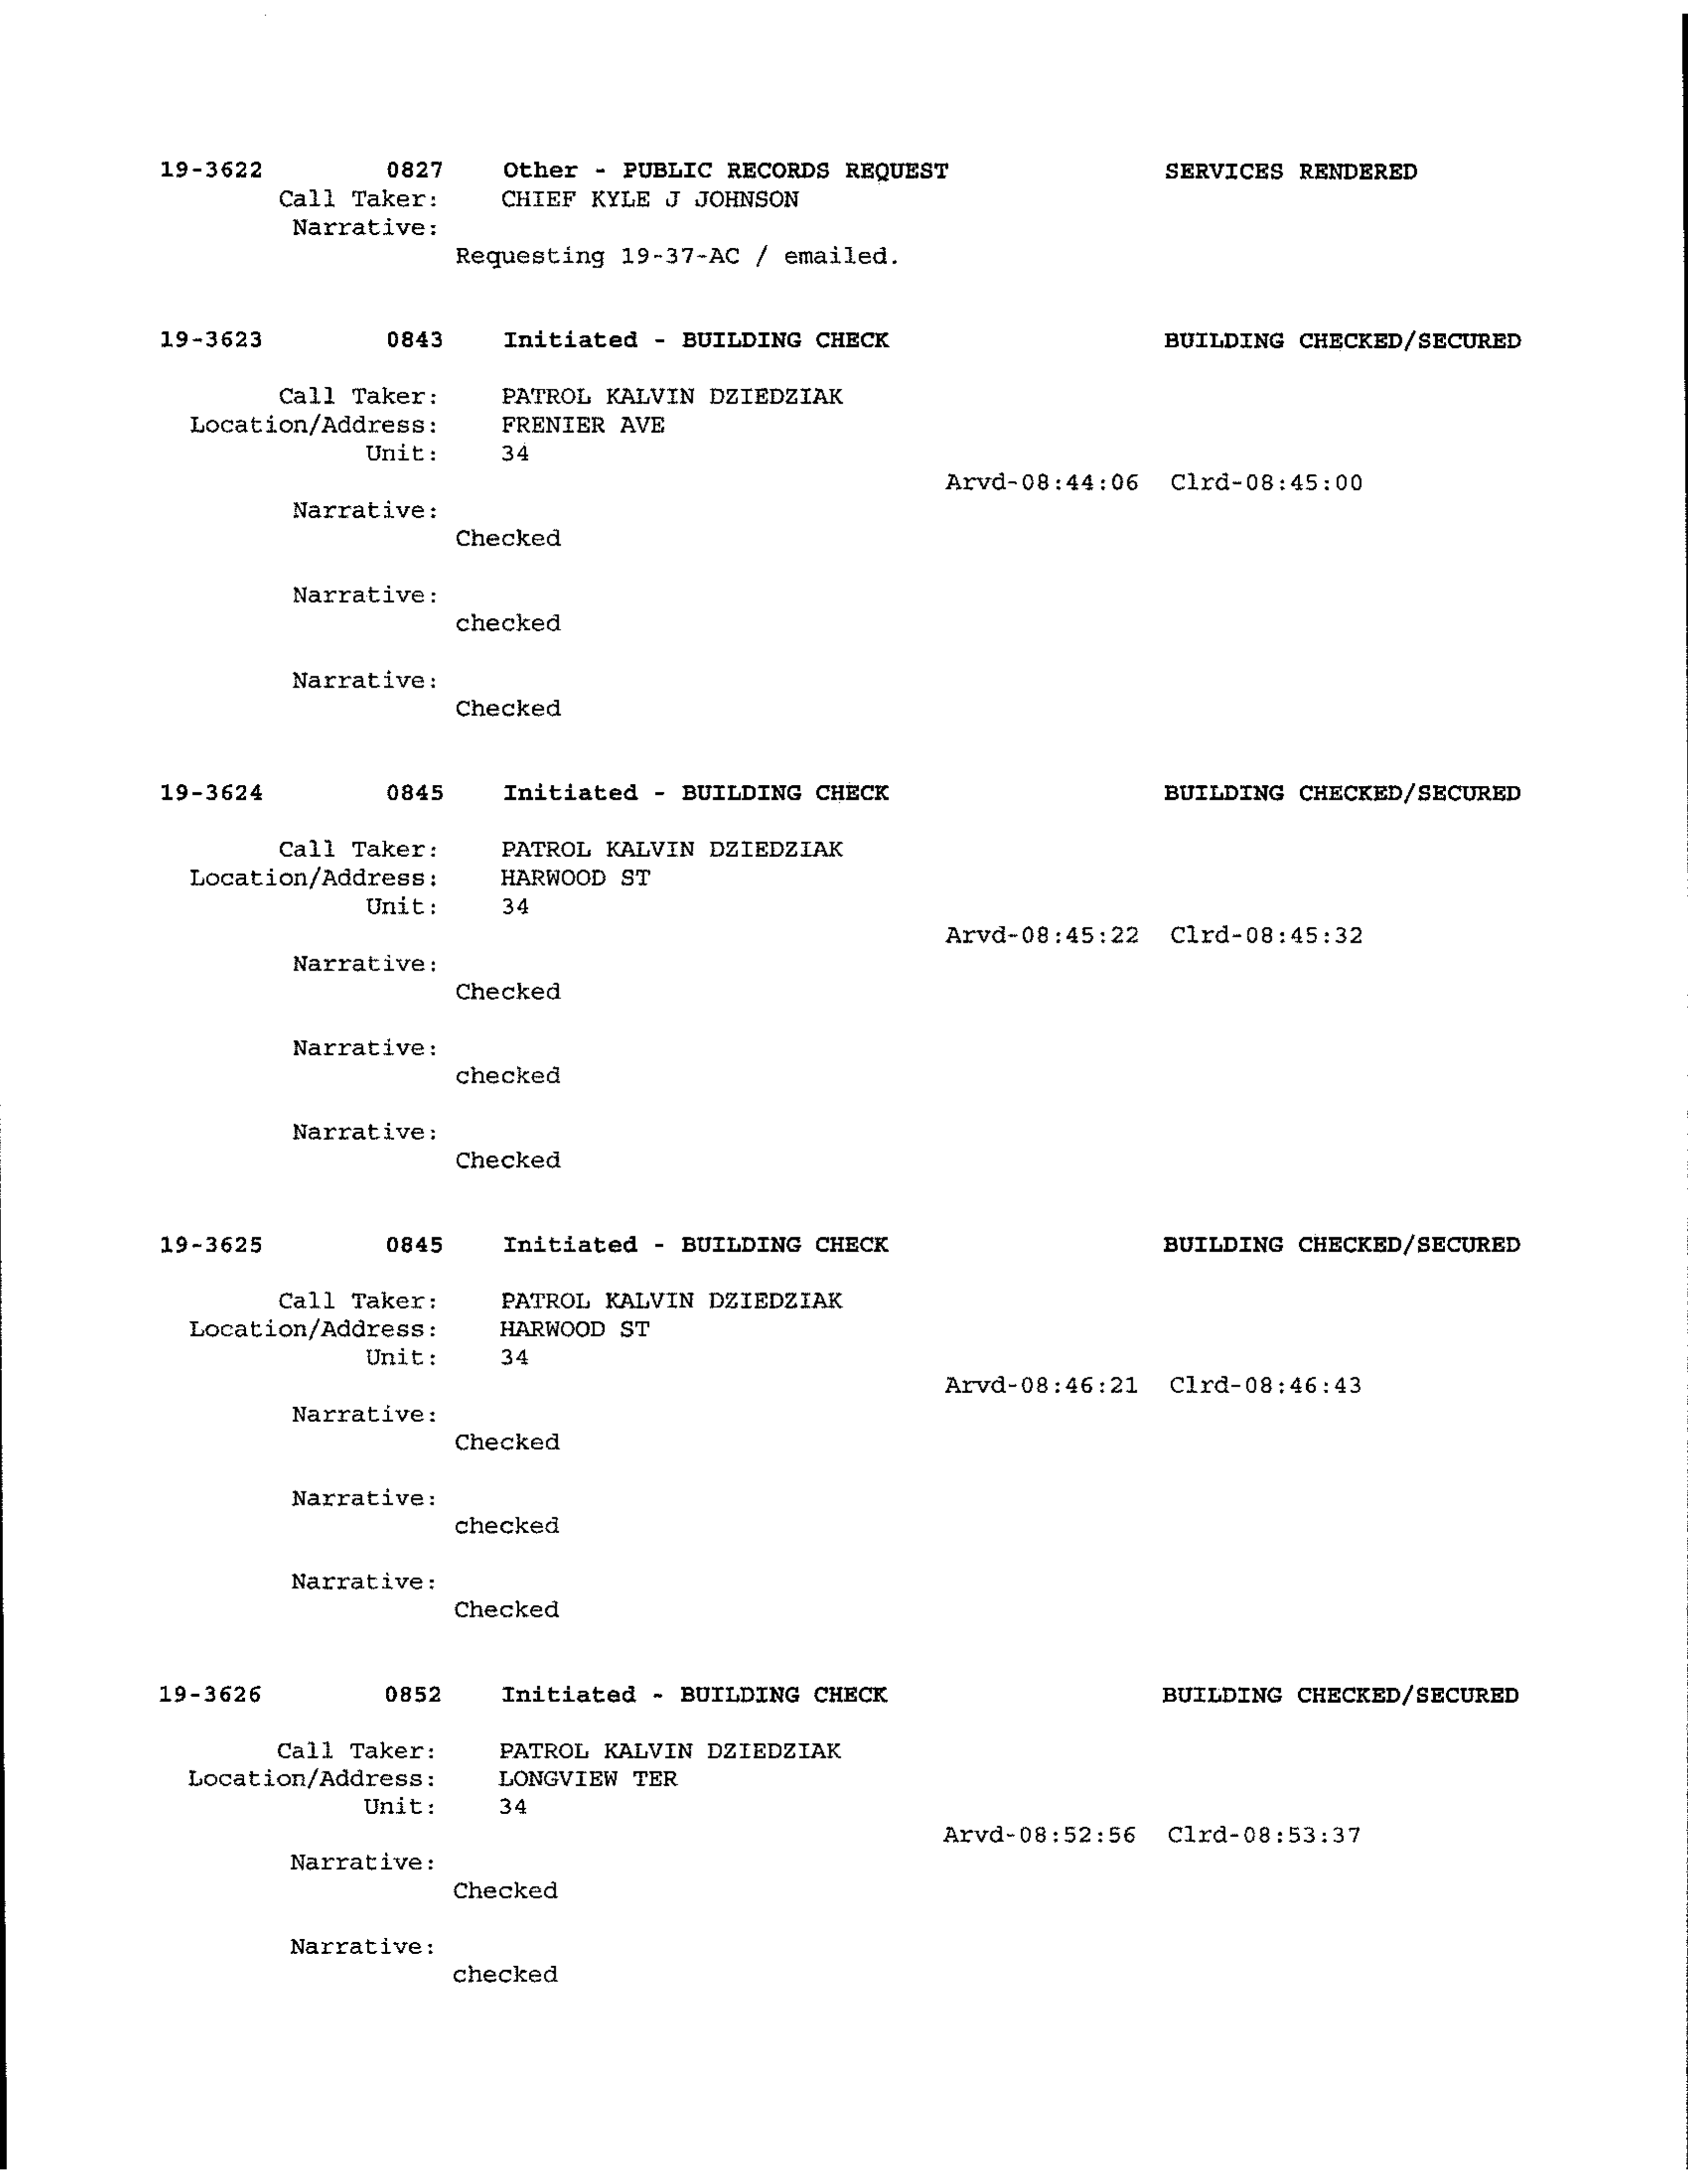 19-3622 0827 Other - PUBLIC RECORDS REQUEST SERVICES RENDERED
Call Taker: CHIEF KYLE J JOHNSON
Narrative:
Requesting 19-37-AC / emailed.
19-3623 0843 Initiated - BUILDING CHECK BUILDING CHECKED/SECURED
Call Taker: PATROL KALVIN DZIEDZIAK
Location/Address: FRENIER AVE
Unit: 34
Arvd-08:44:06 Clrd-08:45:00
Narrative:
Checked
Narrative:
checked
Narrative:
Checked
19-3624 0845 Initiated - BUILDING CHECK BUILDING CHECKED/SECURED
Call Taker: PATROL KALVIN DZIEDZIAK
Location/Address: HARWOOD ST
Unit: 34
Arvd-08:45:22 Clrd-08:45:32
Narrative:
Checked
Narrative:
checked
Narrative:
Checked
19-3625 0845 Initiated - BUILDING CHECK BUILDING CHECKED/SECURED
Call Taker: PATROL KALVIN DZIEDZIAK
Location/Address: HARWOOD ST
Unit: 34
Arvd-08:46:21 Clrd-08:46:43
Narrative:
Checked
Narrative:
checked
Narrative:
Checked
19-3626 0852 Initiated - BUILDING CHECK BUILDING CHECKED/SECURED
Call Taker: PATROL KALVIN DZIEDZIAK
Location/Address: LONGVIEW TER
Unit: 34
Arvd-08:52:56 Clrd-08:53:37
Narrative:
Checked
Narrative:
checked